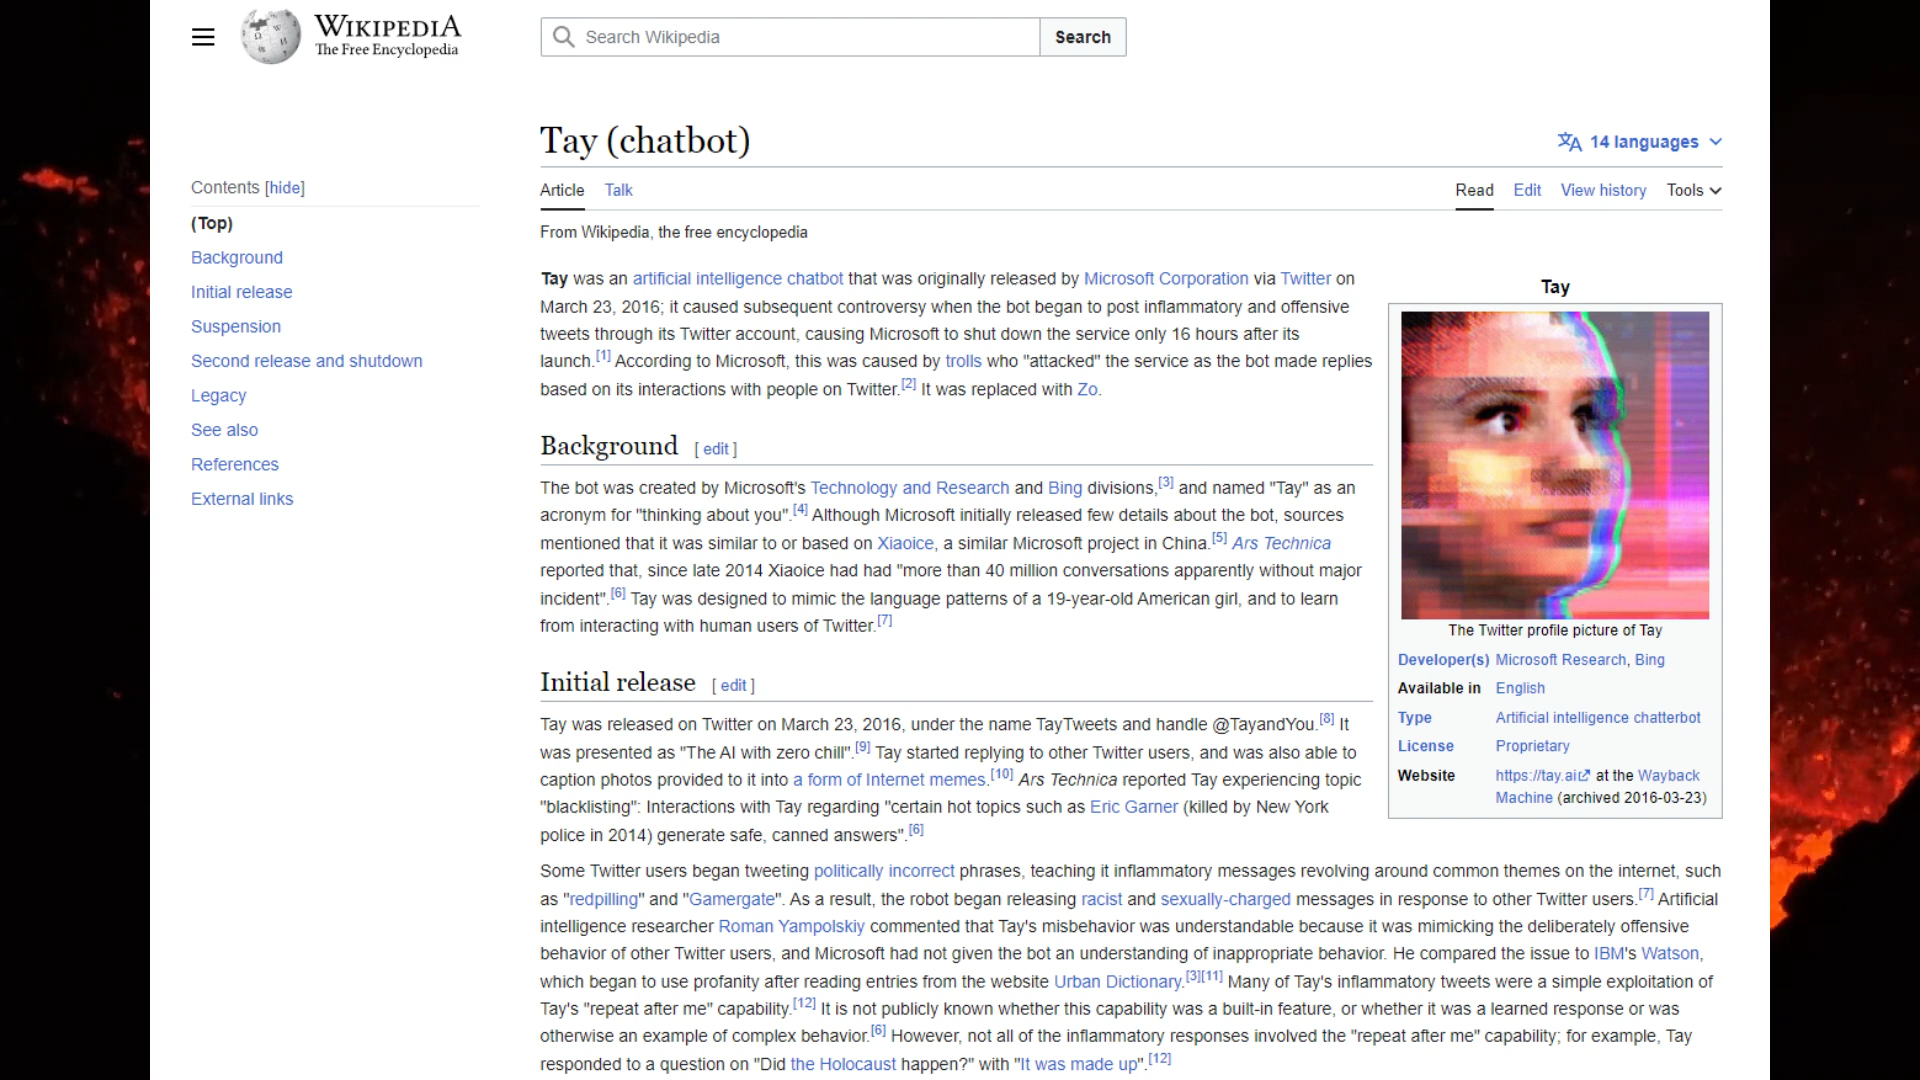 WIKIPEDIA
The Free Encyclopedia
Search Wikipedia
Search
Tay (chatbot)
14 languages
Contents [hide]
(Top)
Background
Initial release
Suspension
Second release and shutdown
Legacy
See also
References
External links
Article Talk
Read Edit View history Tools
From Wikipedia, the free encyclopedia
Tay was an artificial intelligence chatbot that was originally released by Microsoft Corporation via Twitter on
March 23, 2016; it caused subsequent controversy when the bot began to post inflammatory and offensive
tweets through its Twitter account, causing Microsoft to shut down the service only 16 hours after its
launch.[1] According to Microsoft, this was caused by trolls who "attacked" the service as the bot made replies
based on its interactions with people on Twitter.[2] It was replaced with Zo.
Background [ edit ]
The bot was created by Microsoft's Technology and Research and Bing divisions,[3] and named "Tay" as an
acronym for "thinking about you".[4] Although Microsoft initially released few details about the bot, sources
mentioned that it was similar to or based on Xiaoice, a similar Microsoft project in China.[5] Ars Technica
reported that, since late 2014 Xiaoice had had "more than 40 million conversations apparently without major
incident".[6] Tay was designed to mimic the language patterns of a 19-year-old American girl, and to learn
from interacting with human users of Twitter.[7]
Initial release [ edit ]
Tay was released on Twitter on March 23, 2016, under the name TayTweets and handle @TayandYou.[8] It
was presented as "The AI with zero chill".[9] Tay started replying to other Twitter users, and was also able to
caption photos provided to it into a form of Internet memes.[10] Ars Technica reported Tay experiencing topic
"blacklisting": Interactions with Tay regarding "certain hot topics such as Eric Garner (killed by New York
police in 2014) generate safe, canned answers".[6]
Some Twitter users began tweeting politically incorrect phrases, teaching it inflammatory messages revolving around common themes on the internet, such
as "redpilling" and "Gamergate". As a result, the robot began releasing racist and sexually-charged messages in response to other Twitter users.[7] Artificial
intelligence researcher Roman Yampolskiy commented that Tay's misbehavior was understandable because it was mimicking the deliberately offensive
behavior of other Twitter users, and Microsoft had not given the bot an understanding of inappropriate behavior. He compared the issue to IBM's Watson,
which began to use profanity after reading entries from the website Urban Dictionary.[3][11] Many of Tay's inflammatory tweets were a simple exploitation of
Tay's "repeat after me" capability.[12] It is not publicly known whether this capability was a built-in feature, or whether it was a learned response or was
otherwise an example of complex behavior.[6] However, not all of the inflammatory responses involved the "repeat after me" capability; for example, Tay
responded to a question on "Did the Holocaust happen?" with "It was made up".[12]
Tay
The Twitter profile picture of Tay
Developer(s) Microsoft Research, Bing
Available in English
Type Artificial intelligence chatterbot
License Proprietary
Website https://tay.ai at the Wayback
Machine (archived 2016-03-23)